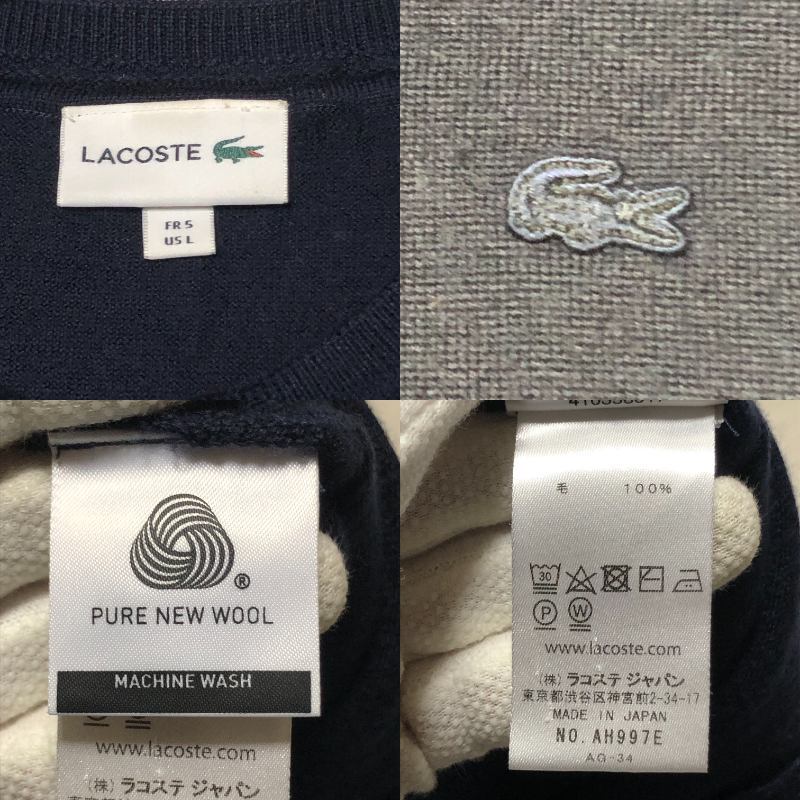 LACOSTE
FR 5
US L
PURE NEW WOOL
®
MACHINE WASH
www.lacoste.com
(株) ラコステ ジャパン
毛 100%
30
P W
www.lacoste.com
(株) ラコステ ジャパン
東京都渋谷区神宮前2-34-17
MADE IN JAPAN
NO. AH997E
AG-34